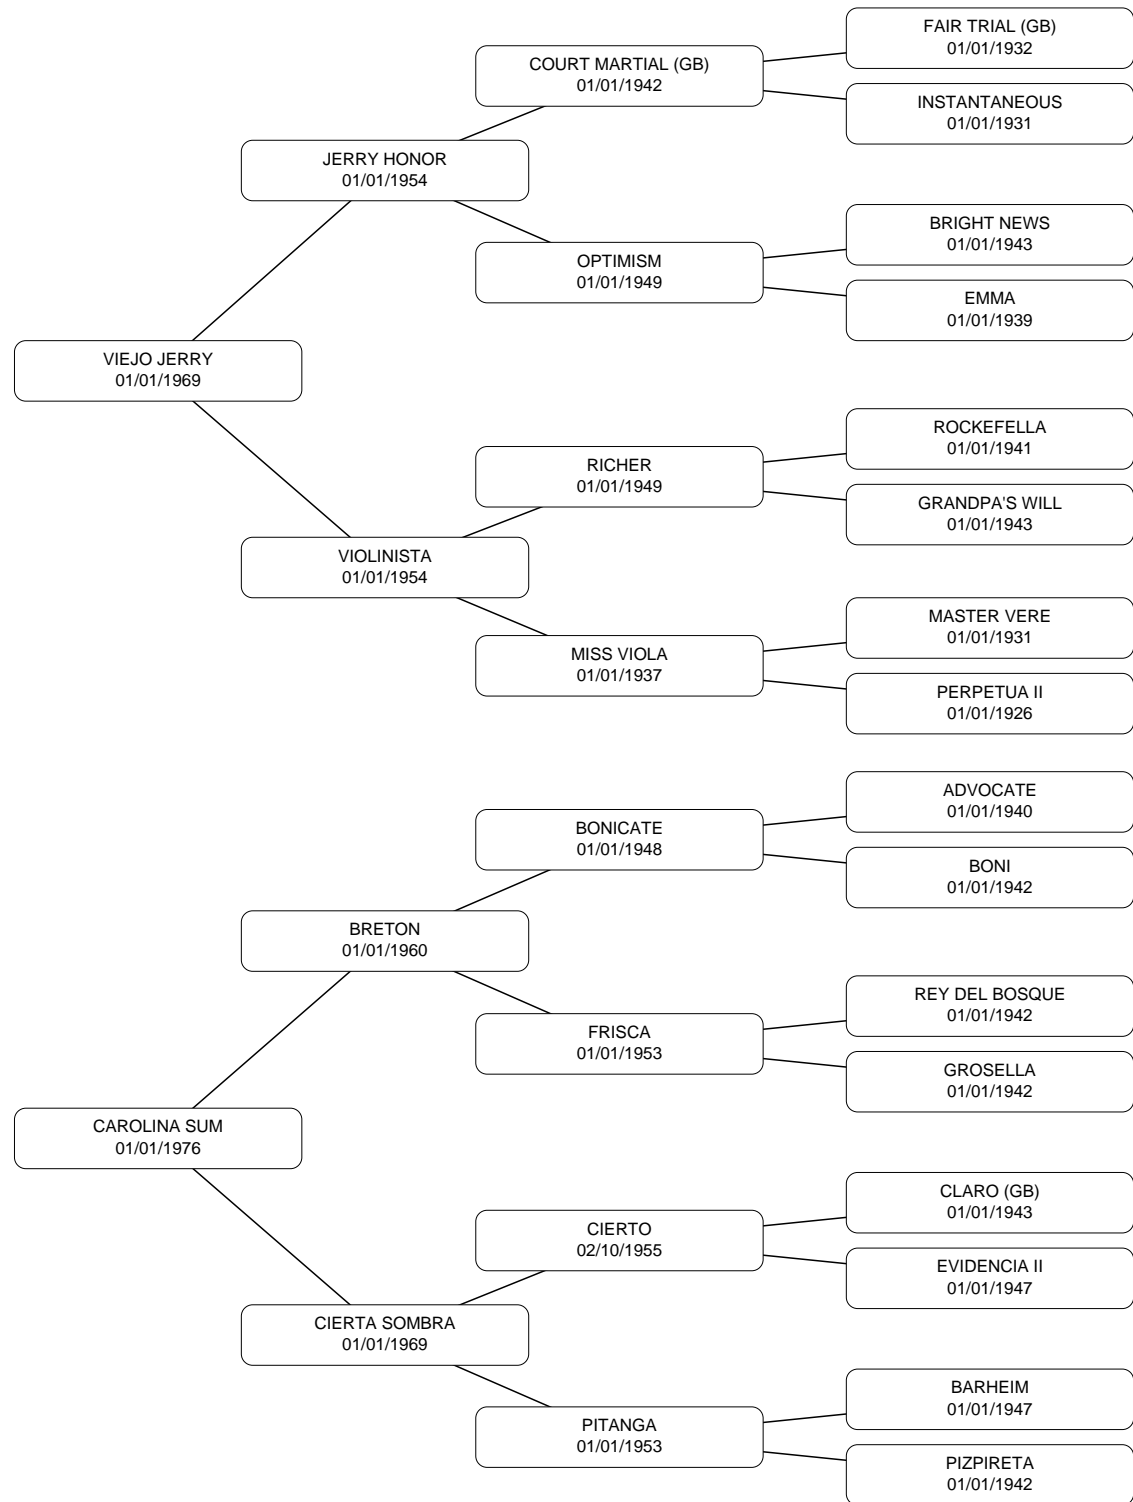 FAIR TRIAL (GB)
01/01/1932
COURT MARTIAL (GB)
01/01/1942
INSTANTANEOUS
01/01/1931
JERRY HONOR
01/01/1954
BRIGHT NEWS
01/01/1943
OPTIMISM
01/01/1949
EMMA
01/01/1939
VIEJO JERRY
01/01/1969
ROCKEFELLA
01/01/1941
RICHER
01/01/1949
GRANDPA'S WILL
01/01/1943
VIOLINISTA
01/01/1954
MASTER VERE
01/01/1931
MISS VIOLA
01/01/1937
PERPETUA II
01/01/1926
ADVOCATE
01/01/1940
BONICATE
01/01/1948
BONI
01/01/1942
BRETON
01/01/1960
REY DEL BOSQUE
01/01/1942
FRISCA
01/01/1953
GROSELLA
01/01/1942
CAROLINA SUM
01/01/1976
CLARO (GB)
01/01/1943
CIERTO
02/10/1955
EVIDENCIA II
01/01/1947
CIERTA SOMBRA
01/01/1969
BARHEIM
01/01/1947
PITANGA
01/01/1953
PIZPIRETA
01/01/1942